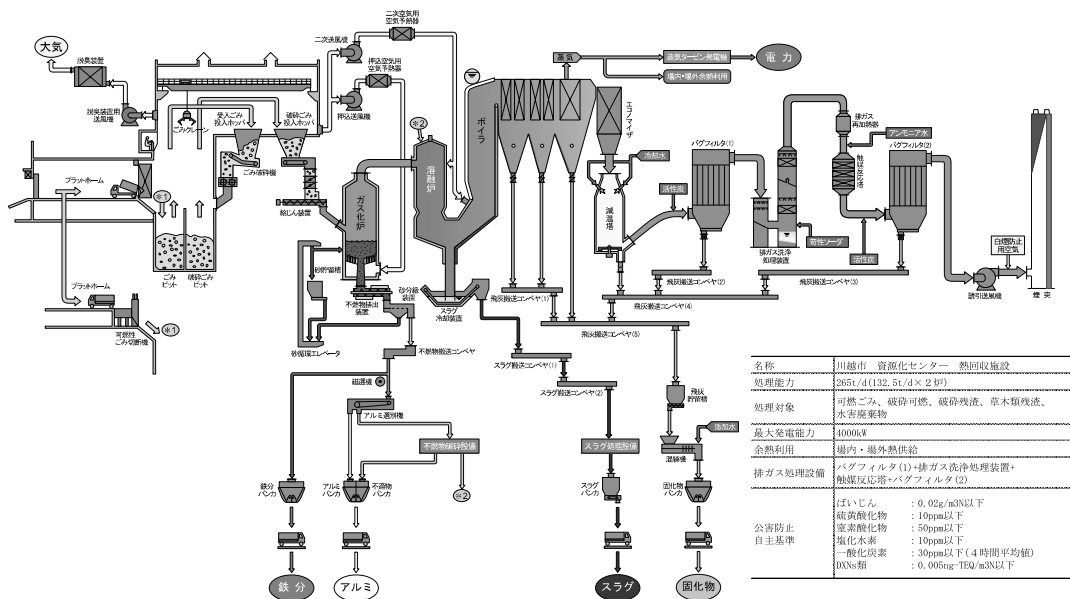 大気
脱臭装置
脱臭装置用
送風機
ごみクレーン
受入ごみ
投入ホッパ
破砕ごみ
投入ホッパ
二次送風機
二次空気用
空気予熱器
押込空気用
空気予熱器
押込送風機
プラットホーム
*1
ごみ
ピット
破砕ごみ
ピット
ごみ破砕機
給じん装置
ガス化炉
*2
溶融炉
ボイラ
蒸気
蒸気タービン発電機
電力
場内・場外余熱利用
エコノマイザ
冷却水
減温塔
活性炭
バグフィルタ(1)
排ガス洗浄
処理装置
苛性ソーダ
排ガス
再加熱器
アンモニア水
触媒反応塔
バグフィルタ(2)
活性炭
白煙防止
用空気
誘引送風機
煙突
プラットホーム
可燃性
ごみ切断機
*1
砂貯留槽
不燃物排出
装置
砂分級装置
スラグ
冷却装置
砂循環エレベータ
不燃物搬送コンベヤ
飛灰搬送コンベヤ(1)
飛灰搬送コンベヤ(2)
飛灰搬送コンベヤ(3)
飛灰搬送コンベヤ(4)
飛灰搬送コンベヤ(5)
スラグ搬送コンベヤ(1)
スラグ搬送コンベヤ(2)
磁選機
アルミ選別機
不燃物破砕設備
*2
鉄分
バンカ
アルミ
バンカ
不適物
バンカ
スラグ処理設備
スラグ
バンカ
飛灰
貯留槽
添加水
混練機
固化物
バンカ
鉄分
アルミ
スラグ
固化物
名称 川越市 資源化センター 熱回収施設
処理能力 265t/d(132.5t/d×2炉)
処理対象 可燃ごみ、破砕可燃、破砕残渣、草木類残渣、
水害廃棄物
最大発電能力 4000kW
余熱利用 場内・場外熱供給
排ガス処理設備 バグフィルタ(1)+排ガス洗浄処理装置+
触媒反応塔+バグフィルタ(2)
公害防止
自主基準
ばいじん :0.02g/m3N以下
硫黄酸化物 :10ppm以下
窒素酸化物 :50ppm以下
塩化水素 :10ppm以下
一酸化炭素 :30ppm以下(4時間平均値)
DXNs類 :0.005ng-TEQ/m3N以下